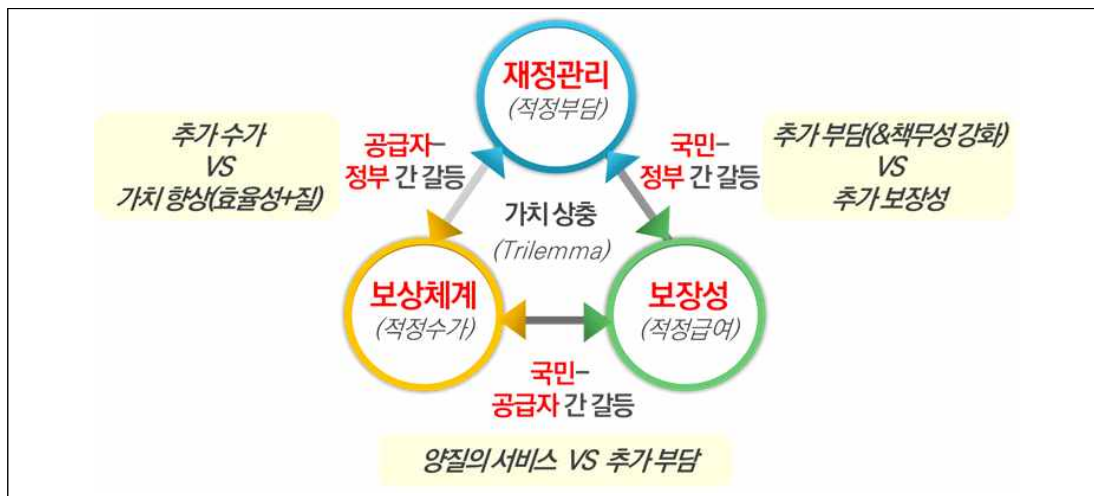 재정관리
(적정부담)
추가 수가
VS
가치 향상(효율성+질)
공급자-
정부 간 갈등
국민-
정부 간 갈등
추가 부담(&책무성 강화)
VS
추가 보장성
가치 상충
(Trilemma)
보상체계
(적정수가)
보장성
(적정급여)
국민-
공급자 간 갈등
양질의 서비스 VS 추가 부담